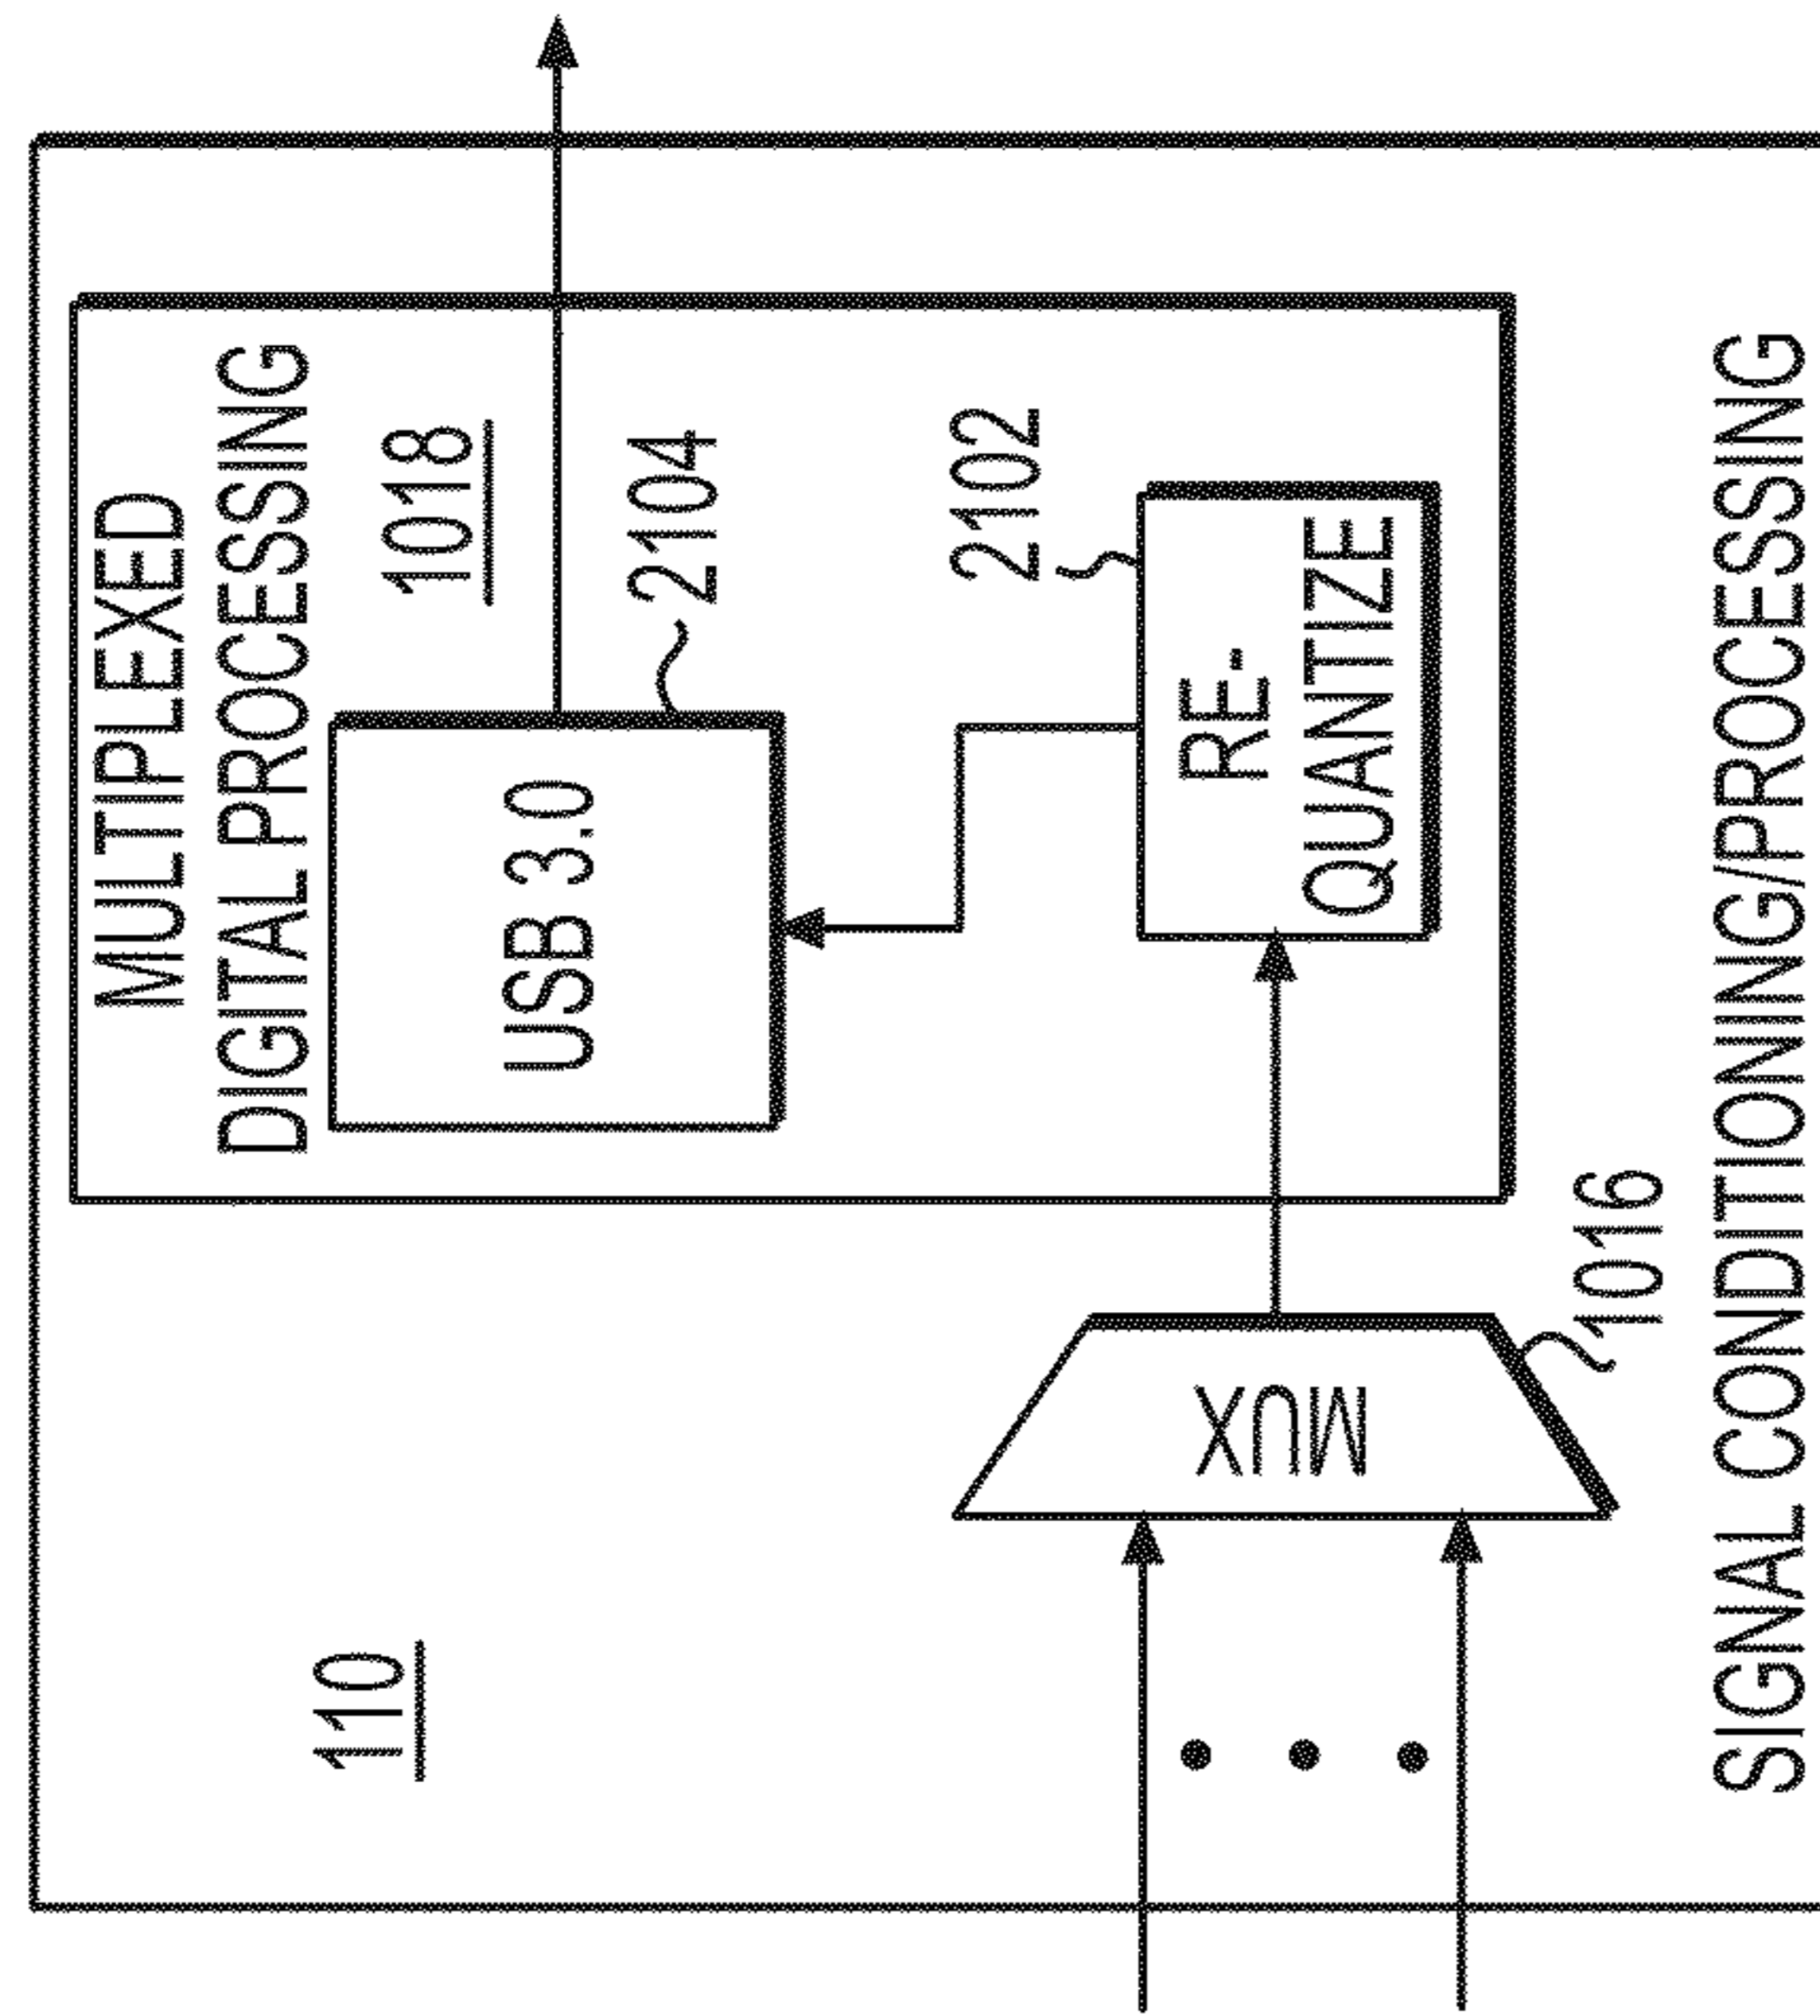 110
MULTIPLEXED
DIGITAL PROCESSING
1018
USB 3.0
2104
2102
RE-
QUANTIZE
MUX
1016
SIGNAL CONDITIONING/PROCESSING